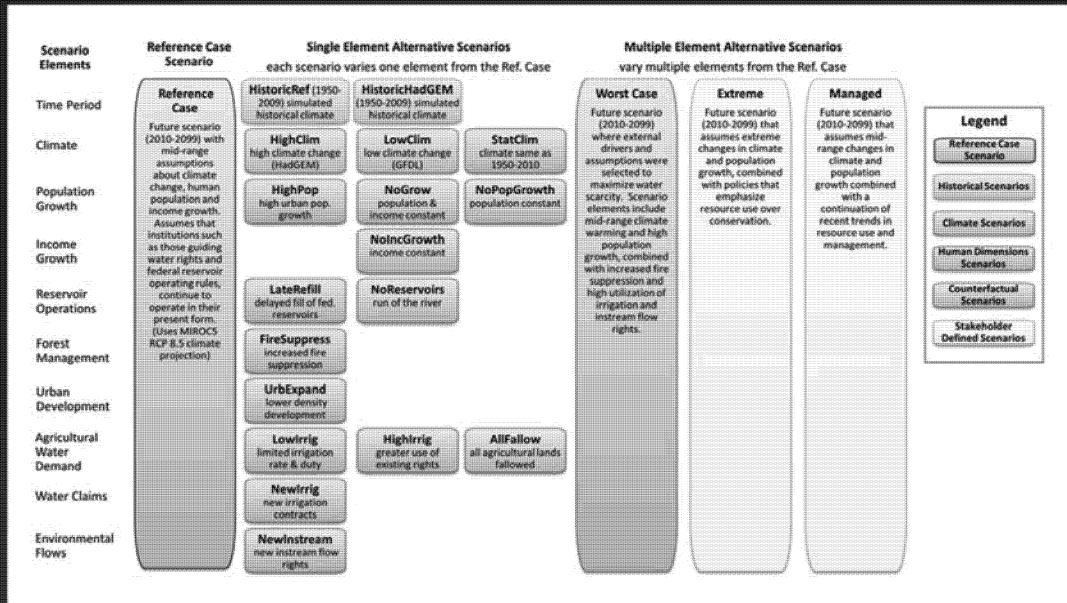 Scenario
Elements
Reference Case
Scenario
Single Element Alternative Scenarios
each scenario varies one element from the Ref. Case
Multiple Element Alternative Scenarios
vary multiple elements from the Ref. Case
Time Period
Climate
Population
Growth
Income
Growth
Reservoir
Operations
Forest
Management
Urban
Development
Agricultural
Water
Demand
Water Claims
Environmental
Flows
Reference
Case
Future scenario
(2010-2099) with
mid-range
assumptions
about climate
change, human
population and
income growth.
Assumes that
institutions such
as those guiding
water rights and
federal reservoir
operating rules,
continue to
operate in their
present form.
(Uses MIROC5
RCP 8.5 climate
projection)
HistoricRef (1950-
2009) simulated
historical climate
HistoricHadGEM
(1950-2009) simulated
historical climate
HighClim
high climate change
(HadGEM)
LowClim
low climate change
(GFDL)
StatClim
climate same as
1950-2010
HighPop
high urban pop.
growth
NoGrow
population &
income constant
NoPopGrowth
population constant
NoIncGrowth
income constant
LateRefill
delayed fill of fed.
reservoirs
NoReservoirs
run of the river
FireSuppress
increased fire
suppression
UrbExpand
lower density
development
LowIrrig
limited irrigation
rate & duty
HighIrrig
greater use of
existing rights
AllFallow
all agricultural lands
fallowed
NewIrrig
new irrigation
contracts
NewInstream
new instream flow
rights
Worst Case
Future scenario
(2010-2099)
where external
drivers and
assumptions were
selected to
maximize water
scarcity. Scenario
elements include
mid-range climate
warming and high
population
growth, combined
with increased fire
suppression and
high utilization of
irrigation and
instream flow
rights.
Extreme
Future scenario
(2010-2099) that
assumes extreme
changes in climate
and population
growth, combined
with policies that
emphasize
resource use over
conservation.
Managed
Future scenario
(2010-2099) that
assumes mid-
range changes in
climate and
population
growth combined
with a
continuation of
recent trends in
resource use and
management.
Legend
Reference Case
Scenario
Historical Scenarios
Climate Scenarios
Human Dimensions
Scenarios
Counterfactual
Scenarios
Stakeholder
Defined Scenarios